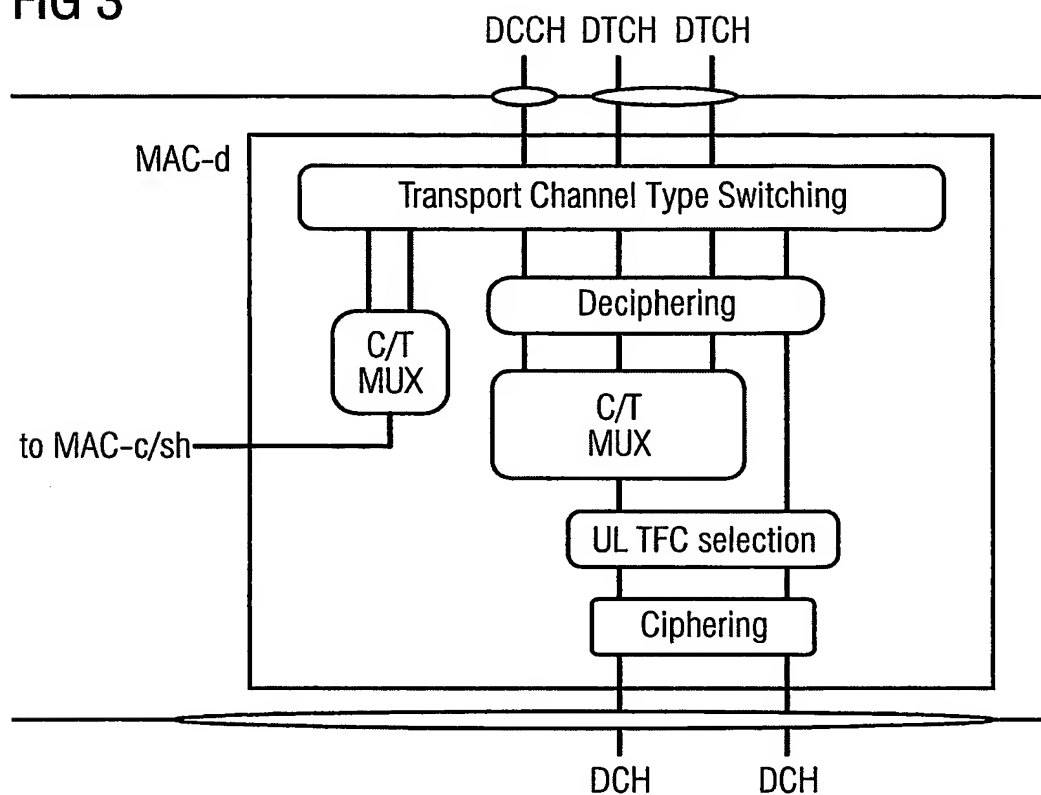 FIG 3
DCCH DTCH DTCH
MAC-d
Transport Channel Type Switching
Deciphering
C/T
MUX
C/T
MUX
to MAC-c/sh
UL TFC selection
Ciphering
DCH DCH